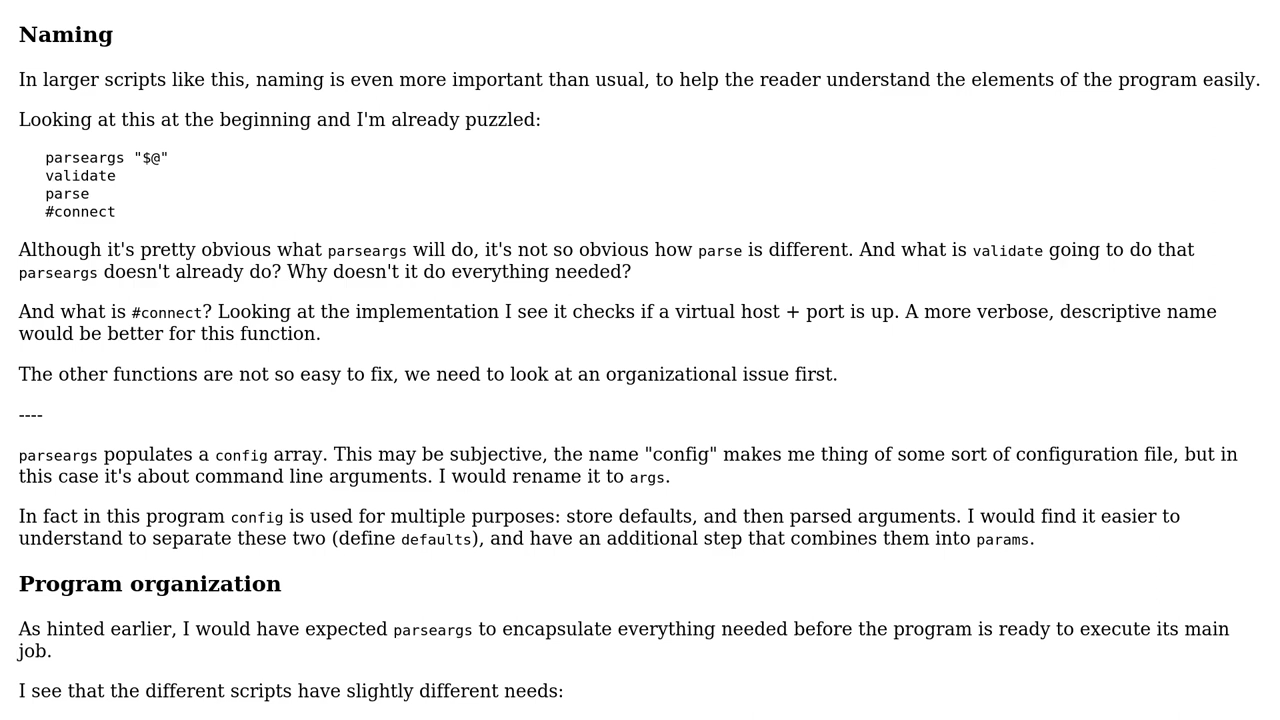 Naming
In larger scripts like this, naming is even more important than usual, to help the reader understand the elements of the program easily.
Looking at this at the beginning and I'm already puzzled:
parseargs "$@"
validate
parse
#connect
Although it's pretty obvious what parseargs will do, it's not so obvious how parse is different. And what is validate going to do that
parseargs doesn't already do? Why doesn't it do everything needed?
And what is #connect? Looking at the implementation I see it checks if a virtual host + port is up. A more verbose, descriptive name
would be better for this function.
The other functions are not so easy to fix, we need to look at an organizational issue first.
----
parseargs populates a config array. This may be subjective, the name "config" makes me thing of some sort of configuration file, but in
this case it's about command line arguments. I would rename it to args.
In fact in this program config is used for multiple purposes: store defaults, and then parsed arguments. I would find it easier to
understand to separate these two (define defaults), and have an additional step that combines them into params.
Program organization
As hinted earlier, I would have expected parseargs to encapsulate everything needed before the program is ready to execute its main
job.
I see that the different scripts have slightly different needs: